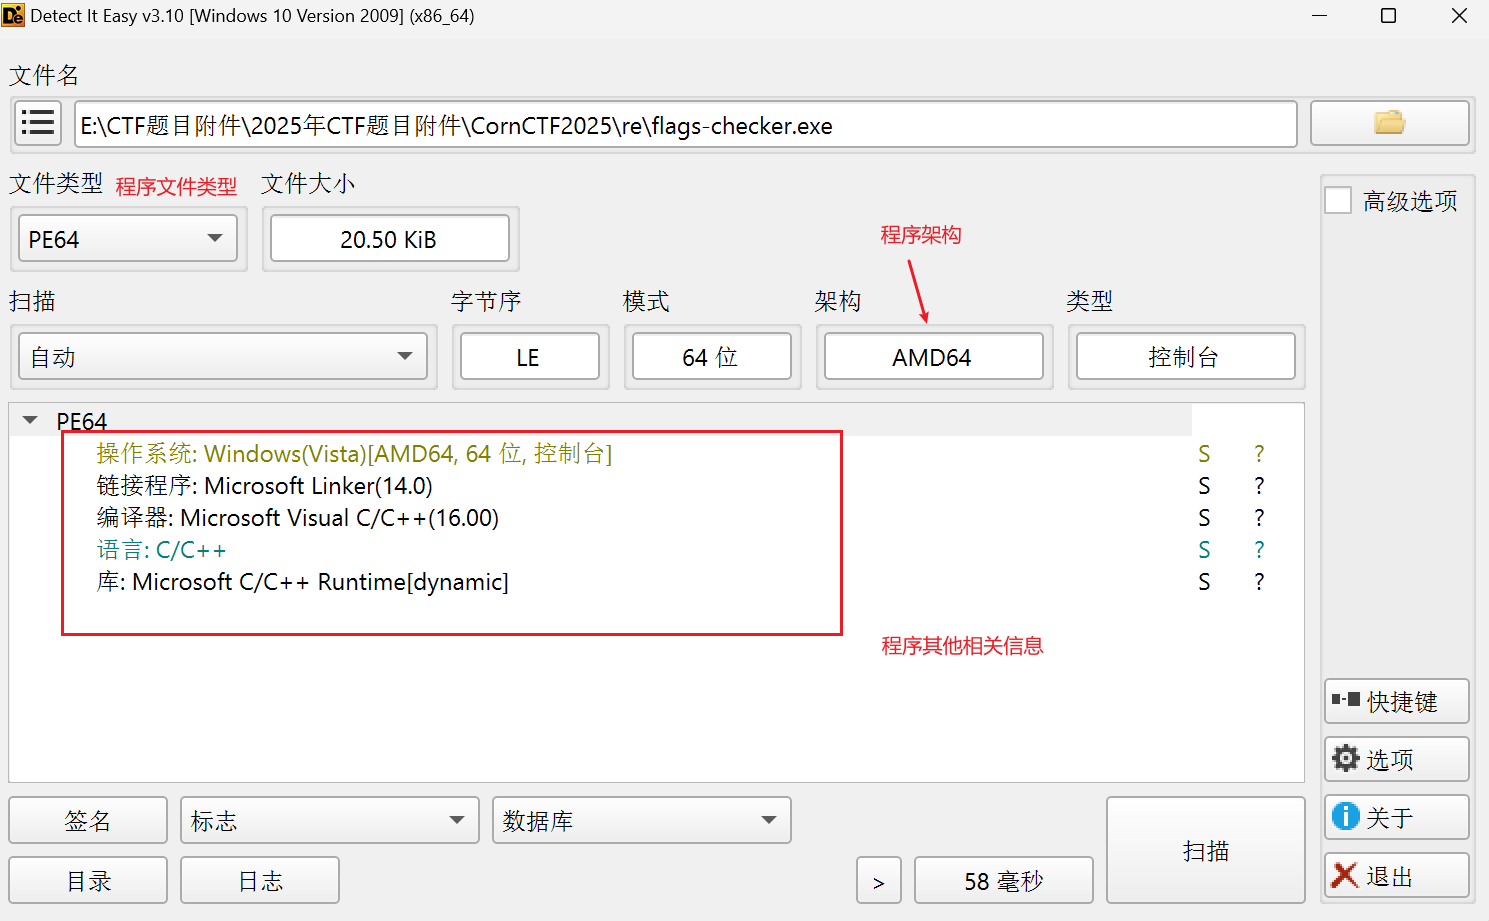 Detect It Easy v3.10 [Windows 10 Version 2009] (x86_64)
文件名
E:\CTF题目附件\2025年CTF题目附件\CornCTF2025\re\flags-checker.exe
文件类型 程序文件类型 文件大小
高级选项
PE64 20.50 KiB
程序架构
扫描 字节序 模式 架构 类型
自动 LE 64 位 AMD64 控制台
PE64
操作系统: Windows(Vista)[AMD64, 64 位, 控制台] S ?
链接程序: Microsoft Linker(14.0) S ?
编译器: Microsoft Visual C/C++(16.00) S ?
语言: C/C++ S ?
库: Microsoft C/C++ Runtime[dynamic] S ?
程序其他相关信息
快捷键
选项
签名 标志 数据库 扫描 关于
目录 日志 > 58 毫秒 退出